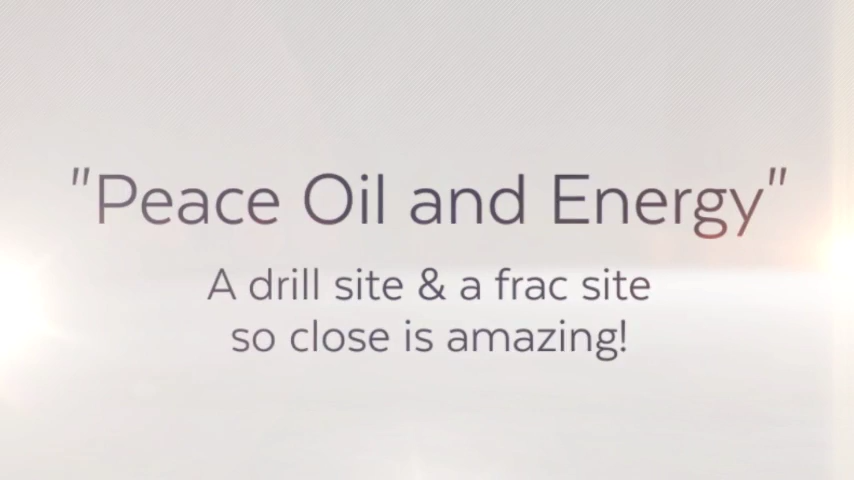 "Peace Oil and Energy"
A drill site & a frac site
so close is amazing!